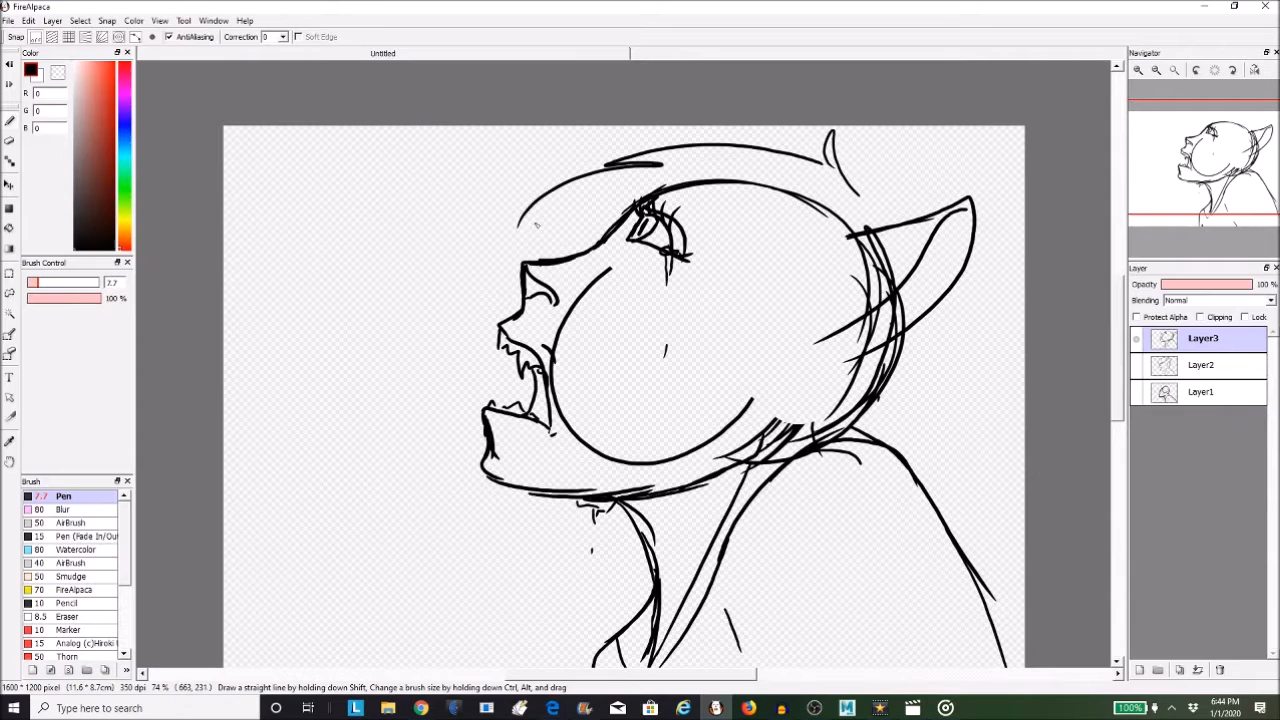 FireAlpaca
File Edit Layer Select Snap Color View Tool Window Help
Snap AntiAliasing Correction 0 Soft Edge
Color
Untitled
Navigator
R 0
G 0
B 0
Brush Control
7.7
100 %
Layer
Opacity 100 %
Blending Normal
Protect Alpha Clipping Lock
Layer3
Layer2
Layer1
Brush
7.7 Pen
80 Blur
50 AirBrush
15 Pen (Fade In/Ou
80 Watercolor
40 AirBrush
50 Smudge
70 FireAlpaca
10 Pencil
8.5 Eraser
10 Marker
15 Analog (c)Hiroki
50 Thorn
1600 * 1200 pixel (11.6 * 8.7cm) 350 dpi 74 % ( 663, 231) Draw a straight line by holding down Shift, Change a brush size by holding down Ctrl, Alt, and drag
Type here to search
100%
6:44 PM
1/1/2020